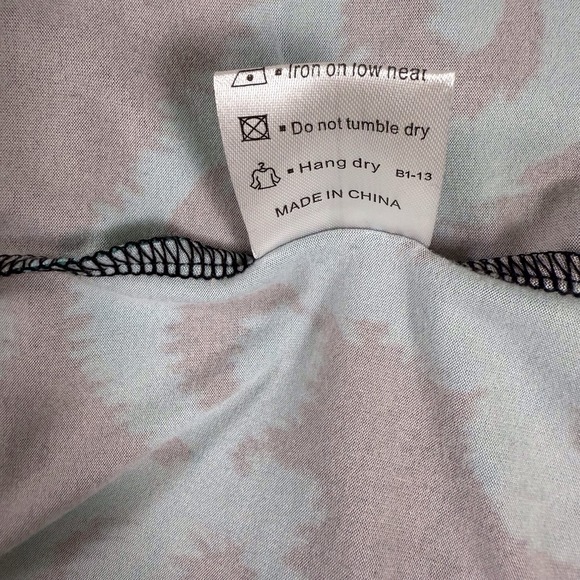 ▪ Iron on low heat
▪ Do not tumble dry
▪ Hang dry B1-13
MADE IN CHINA